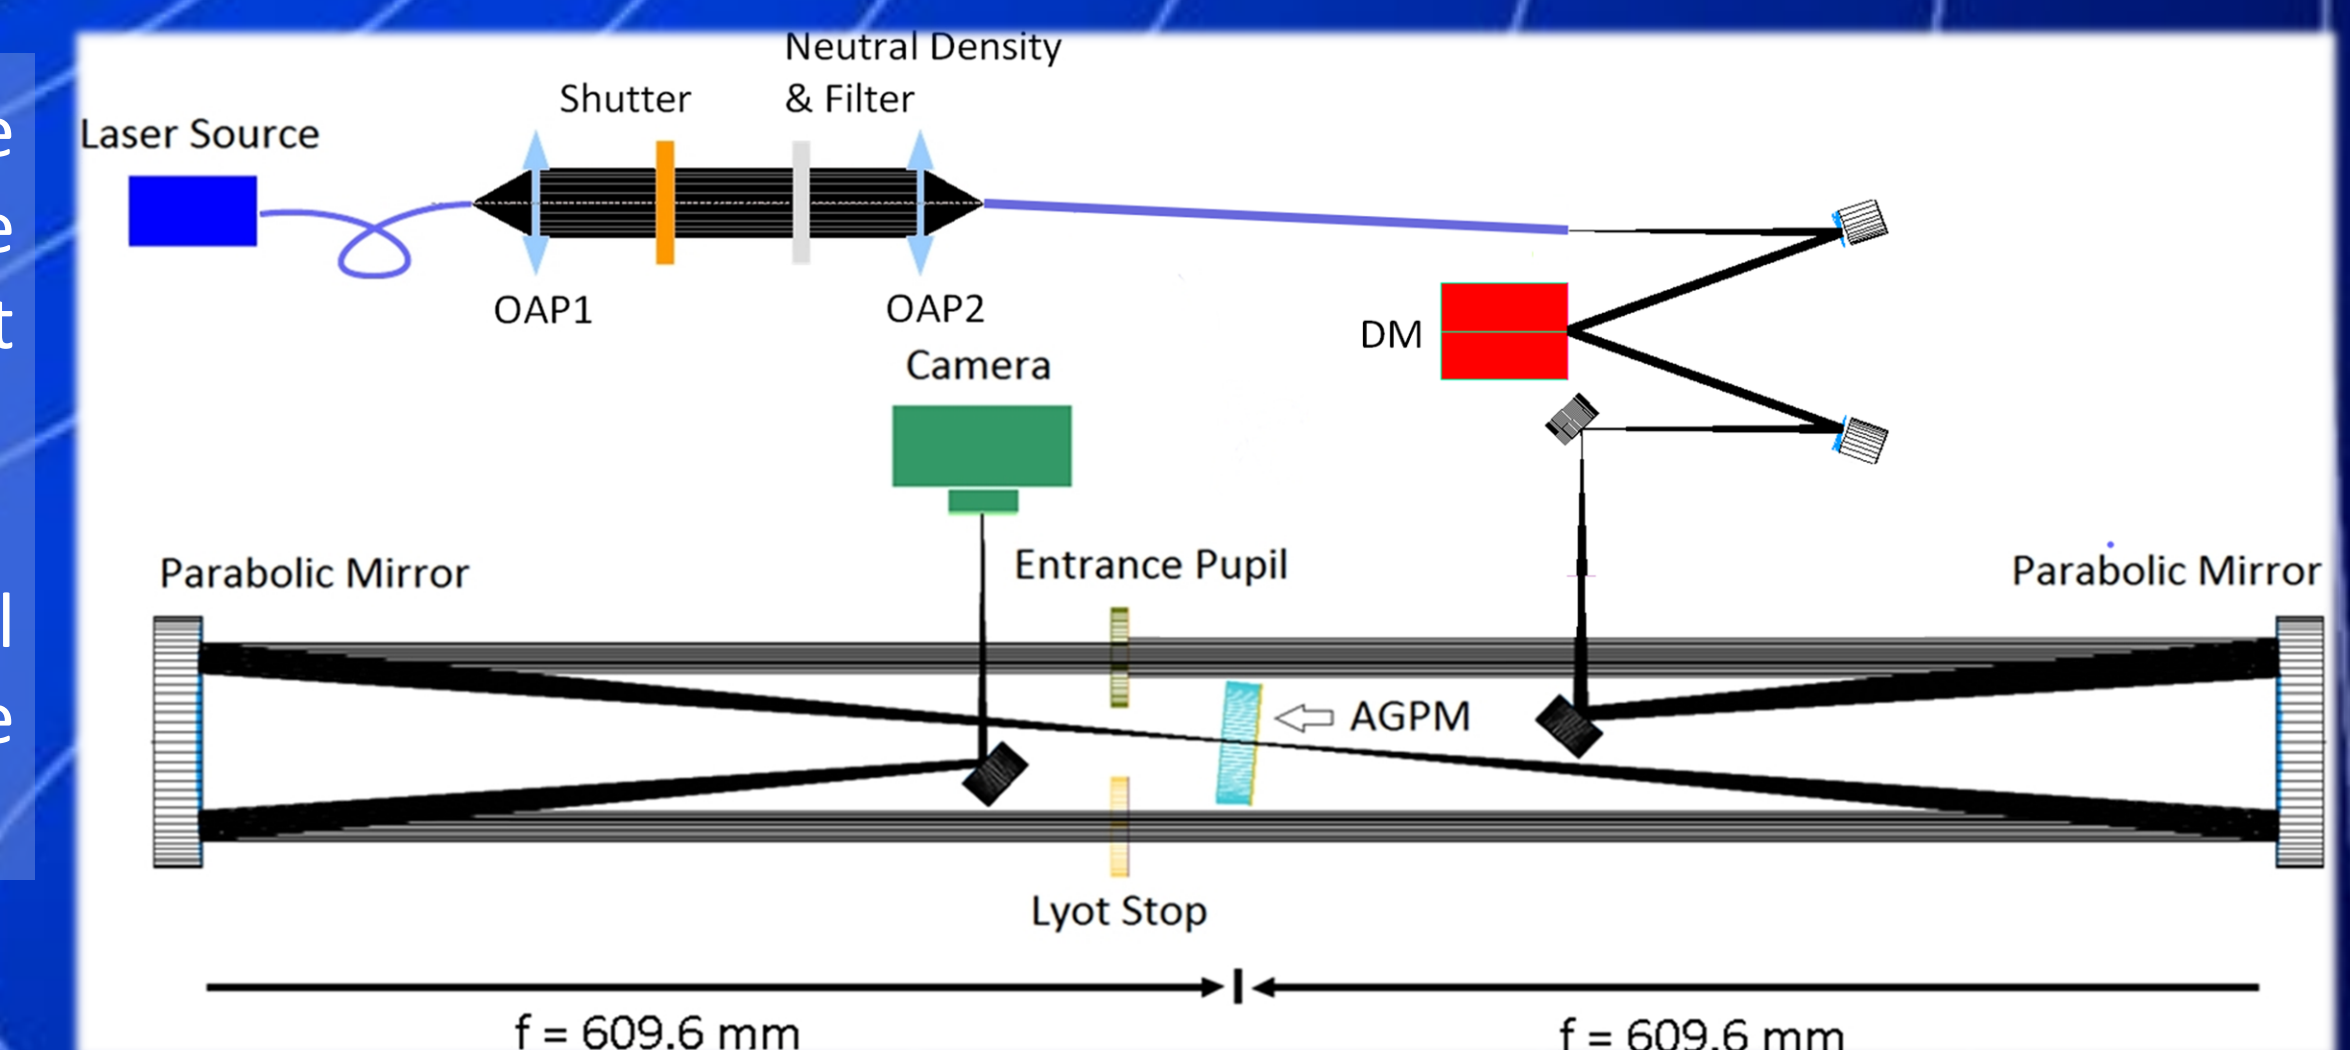 Neutral Density
& Filter
Shutter
Laser Source
OAP1
OAP2
DM
Camera
Entrance Pupil
Parabolic Mirror
Parabolic Mirror
AGPM
Lyot Stop
f = 609.6 mm
f = 609.6 mm